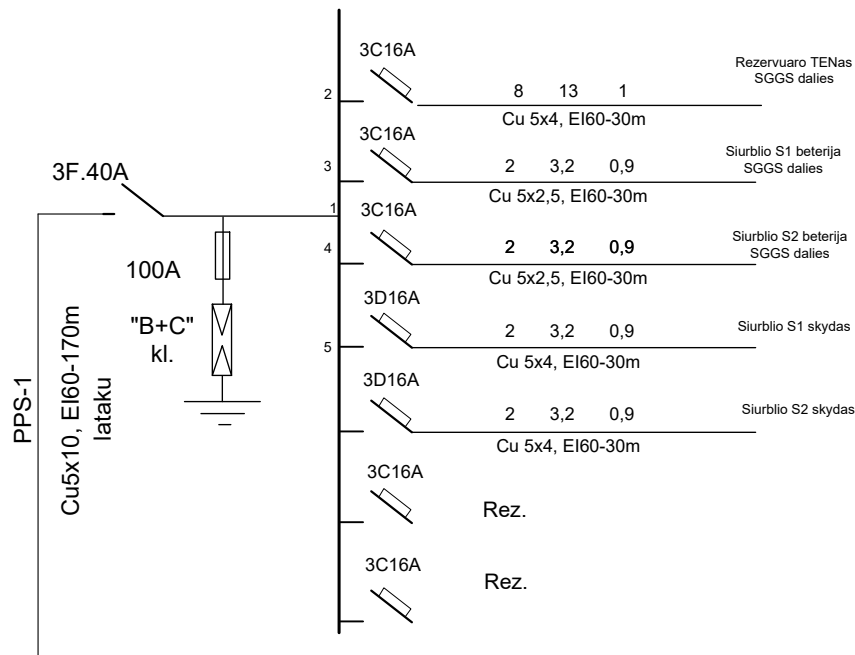 3C16A
Rezervuaro TENas
SGGS dalies
2
8 13 1
Cu 5x4, EI60-30m
3C16A
Siurblio S1 beterija
SGGS dalies
3
2 3,2 0,9
Cu 5x2,5, EI60-30m
3F.40A
1
3C16A
Siurblio S2 beterija
SGGS dalies
4
2 3,2 0,9
Cu 5x2,5, EI60-30m
100A
"B+C"
kl.
3D16A
Siurblio S1 skydas
5
2 3,2 0,9
Cu 5x4, EI60-30m
3D16A
Siurblio S2 skydas
2 3,2 0,9
Cu 5x4, EI60-30m
PPS-1
Cu5x10, EI60-170m
lataku
3C16A
Rez.
3C16A
Rez.